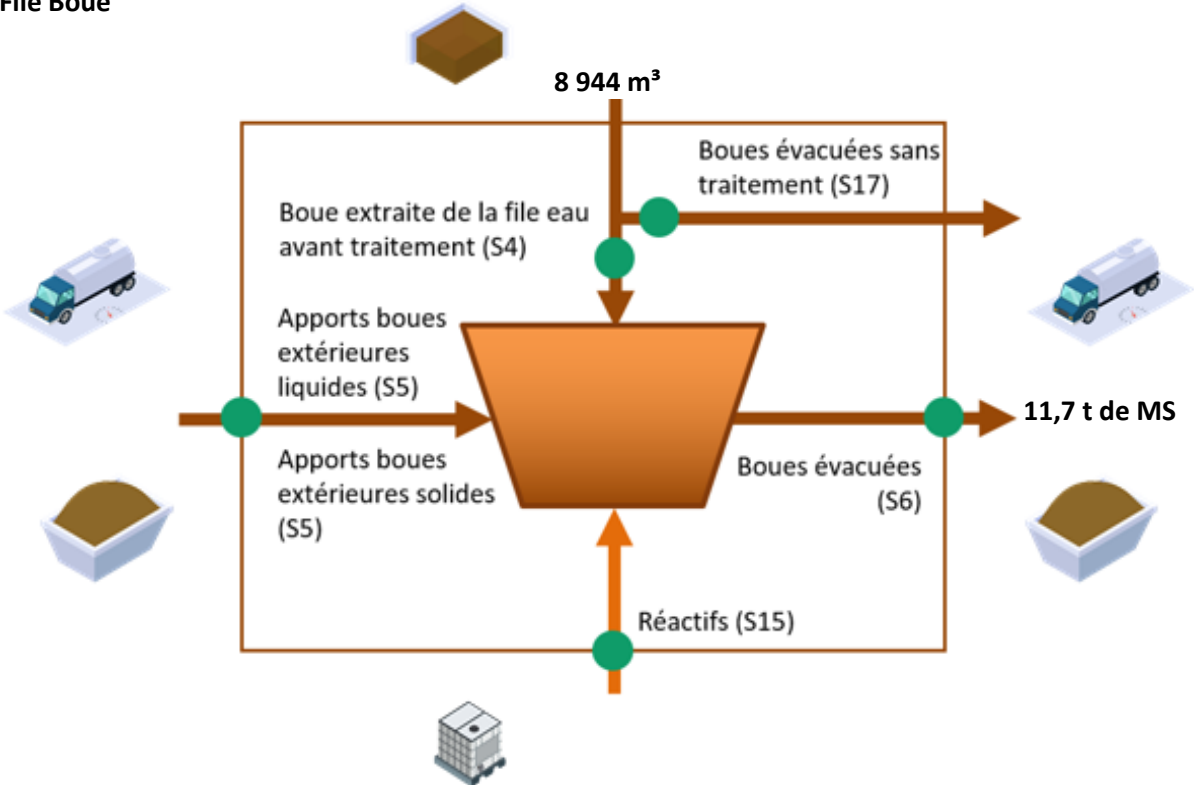 File Boue
8 944 m³
Boues évacuées sans
traitement (S17)
Boue extraite de la file eau
avant traitement (S4)
Apports boues
extérieures
liquides (S5)
11,7 t de MS
Apports boues
extérieures solides
(S5)
Boues évacuées
(S6)
Réactifs (S15)